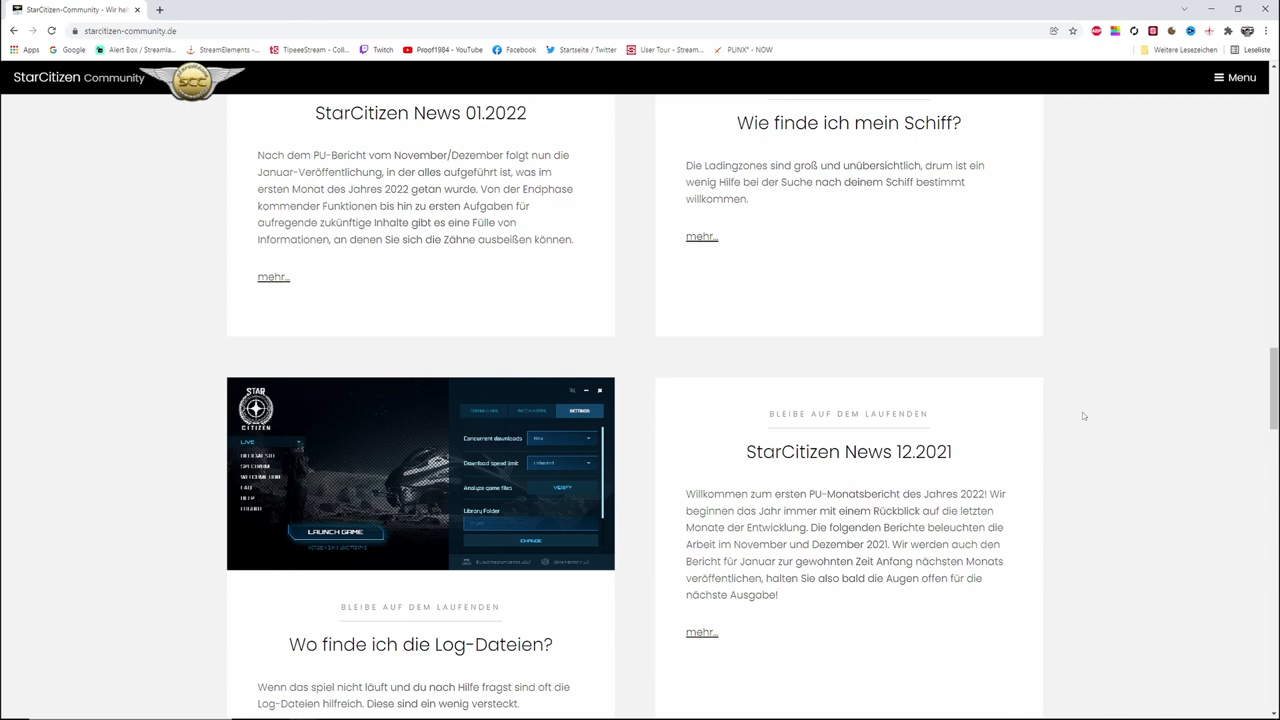 StarCitizen-Community - Wir he
starcitizen-community.de
Apps
Google
Alert Box / Streamla...
StreamElements -...
TipeeeStream - Coll...
Twitch
Proof1984 - YouTube
Facebook
Startseite / Twitter
User Tour - Stream...
PLINX® - NOW
Weitere Lesezeichen
Leseliste
StarCitizen Community
SCC
Menu
StarCitizen News 01.2022
Nach dem PU-Bericht vom November/Dezember folgt nun die
Januar-Veröffentlichung, in der alles aufgeführt ist, was im
ersten Monat des Jahres 2022 getan wurde. Von der Endphase
kommender Funktionen bis hin zu ersten Aufgaben für
aufregende zukünftige Inhalte gibt es eine Fülle von
Informationen, an denen Sie sich die Zähne ausbeißen können.
mehr...
Wie finde ich mein Schiff?
Die Ladingzones sind groß und unübersichtlich, drum ist ein
wenig Hilfe bei der Suche nach deinem Schiff bestimmt
willkommen.
mehr...
STAR
CITIZEN
LIVE
SPECTRUM
FAQ
HELP
LOGOUT
LAUNCH GAME
PATCH NOTES
SETTINGS
Concurrent downloads
Download speed limit
Unlimited
Analyze game files
VERIFY
Library Folder
CHANGE
BLEIBE AUF DEM LAUFENDEN
Wo finde ich die Log-Dateien?
Wenn das spiel nicht läuft und du nach Hilfe fragst sind oft die
Log-Dateien hilfreich. Diese sind ein wenig versteckt.
BLEIBE AUF DEM LAUFENDEN
StarCitizen News 12.2021
Willkommen zum ersten PU-Monatsbericht des Jahres 2022! Wir
beginnen das Jahr immer mit einem Rückblick auf die letzten
Monate der Entwicklung. Die folgenden Berichte beleuchten die
Arbeit im November und Dezember 2021. Wir werden auch den
Bericht für Januar zur gewohnten Zeit Anfang nächsten Monats
veröffentlichen, halten Sie also bald die Augen offen für die
nächste Ausgabe!
mehr...